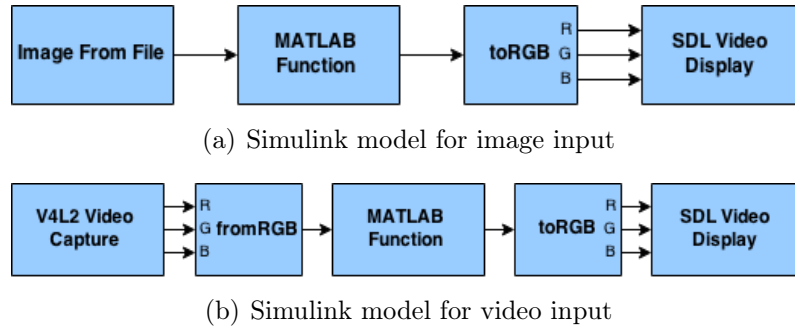 Image From File
MATLAB
Function
toRGB
R
G
B
SDL Video
Display
(a) Simulink model for image input
V4L2 Video
Capture
R
G
B
fromRGB
MATLAB
Function
toRGB
R
G
B
SDL Video
Display
(b) Simulink model for video input